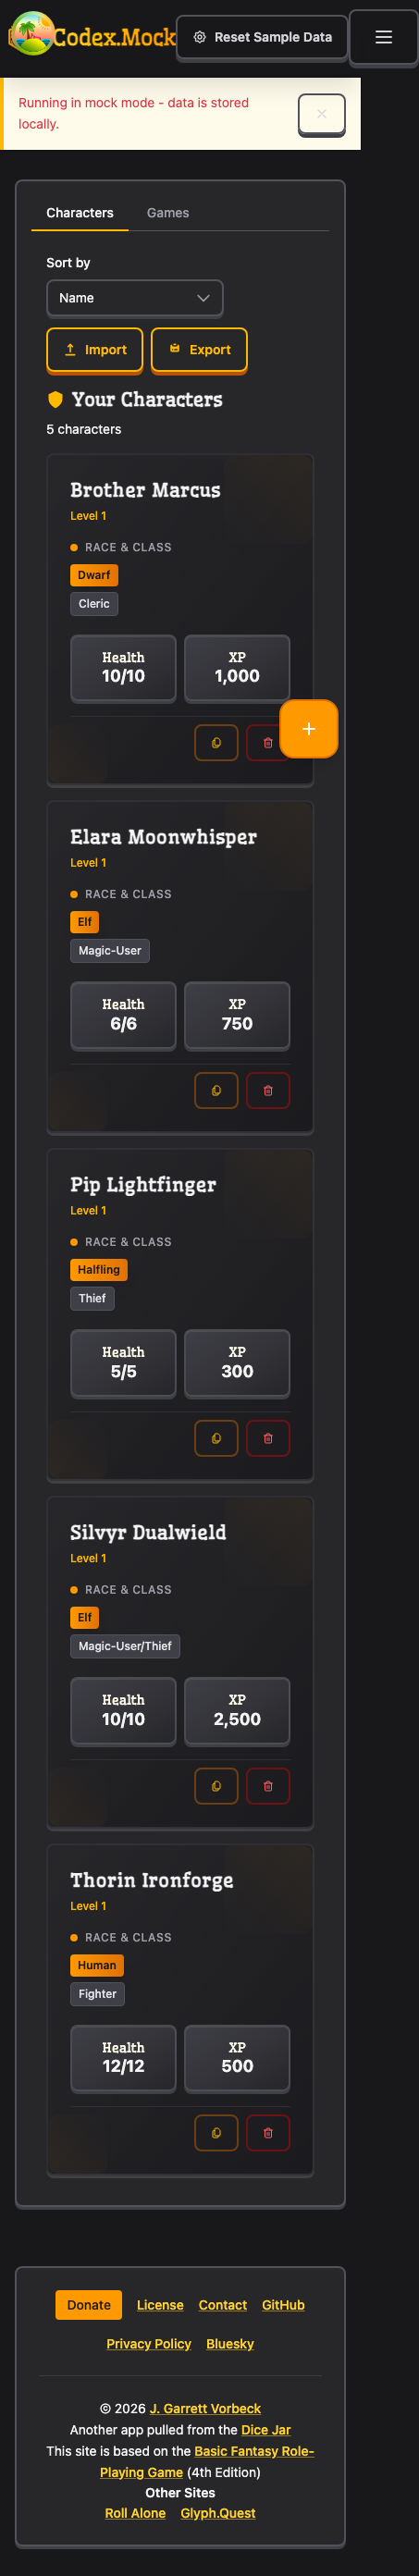 Codex.Mock
Reset Sample Data
Running in mock mode - data is stored
locally.
Characters
Games
Sort by
Name
Import
Export
Your Characters
5 characters
Brother Marcus
Level 1
RACE & CLASS
Dwarf
Cleric
Health
10/10
XP
1,000
Elara Moonwhisper
Level 1
RACE & CLASS
Elf
Magic-User
Health
6/6
XP
750
Pip Lightfinger
Level 1
RACE & CLASS
Halfling
Thief
Health
5/5
XP
300
Silvyr Dualwield
Level 1
RACE & CLASS
Elf
Magic-User/Thief
Health
10/10
XP
2,500
Thorin Ironforge
Level 1
RACE & CLASS
Human
Fighter
Health
12/12
XP
500
Donate License Contact GitHub
Privacy Policy Bluesky
© 2026 J. Garrett Vorbeck
Another app pulled from the Dice Jar
This site is based on the Basic Fantasy Role-
Playing Game (4th Edition)
Other Sites
Roll Alone Glyph.Quest